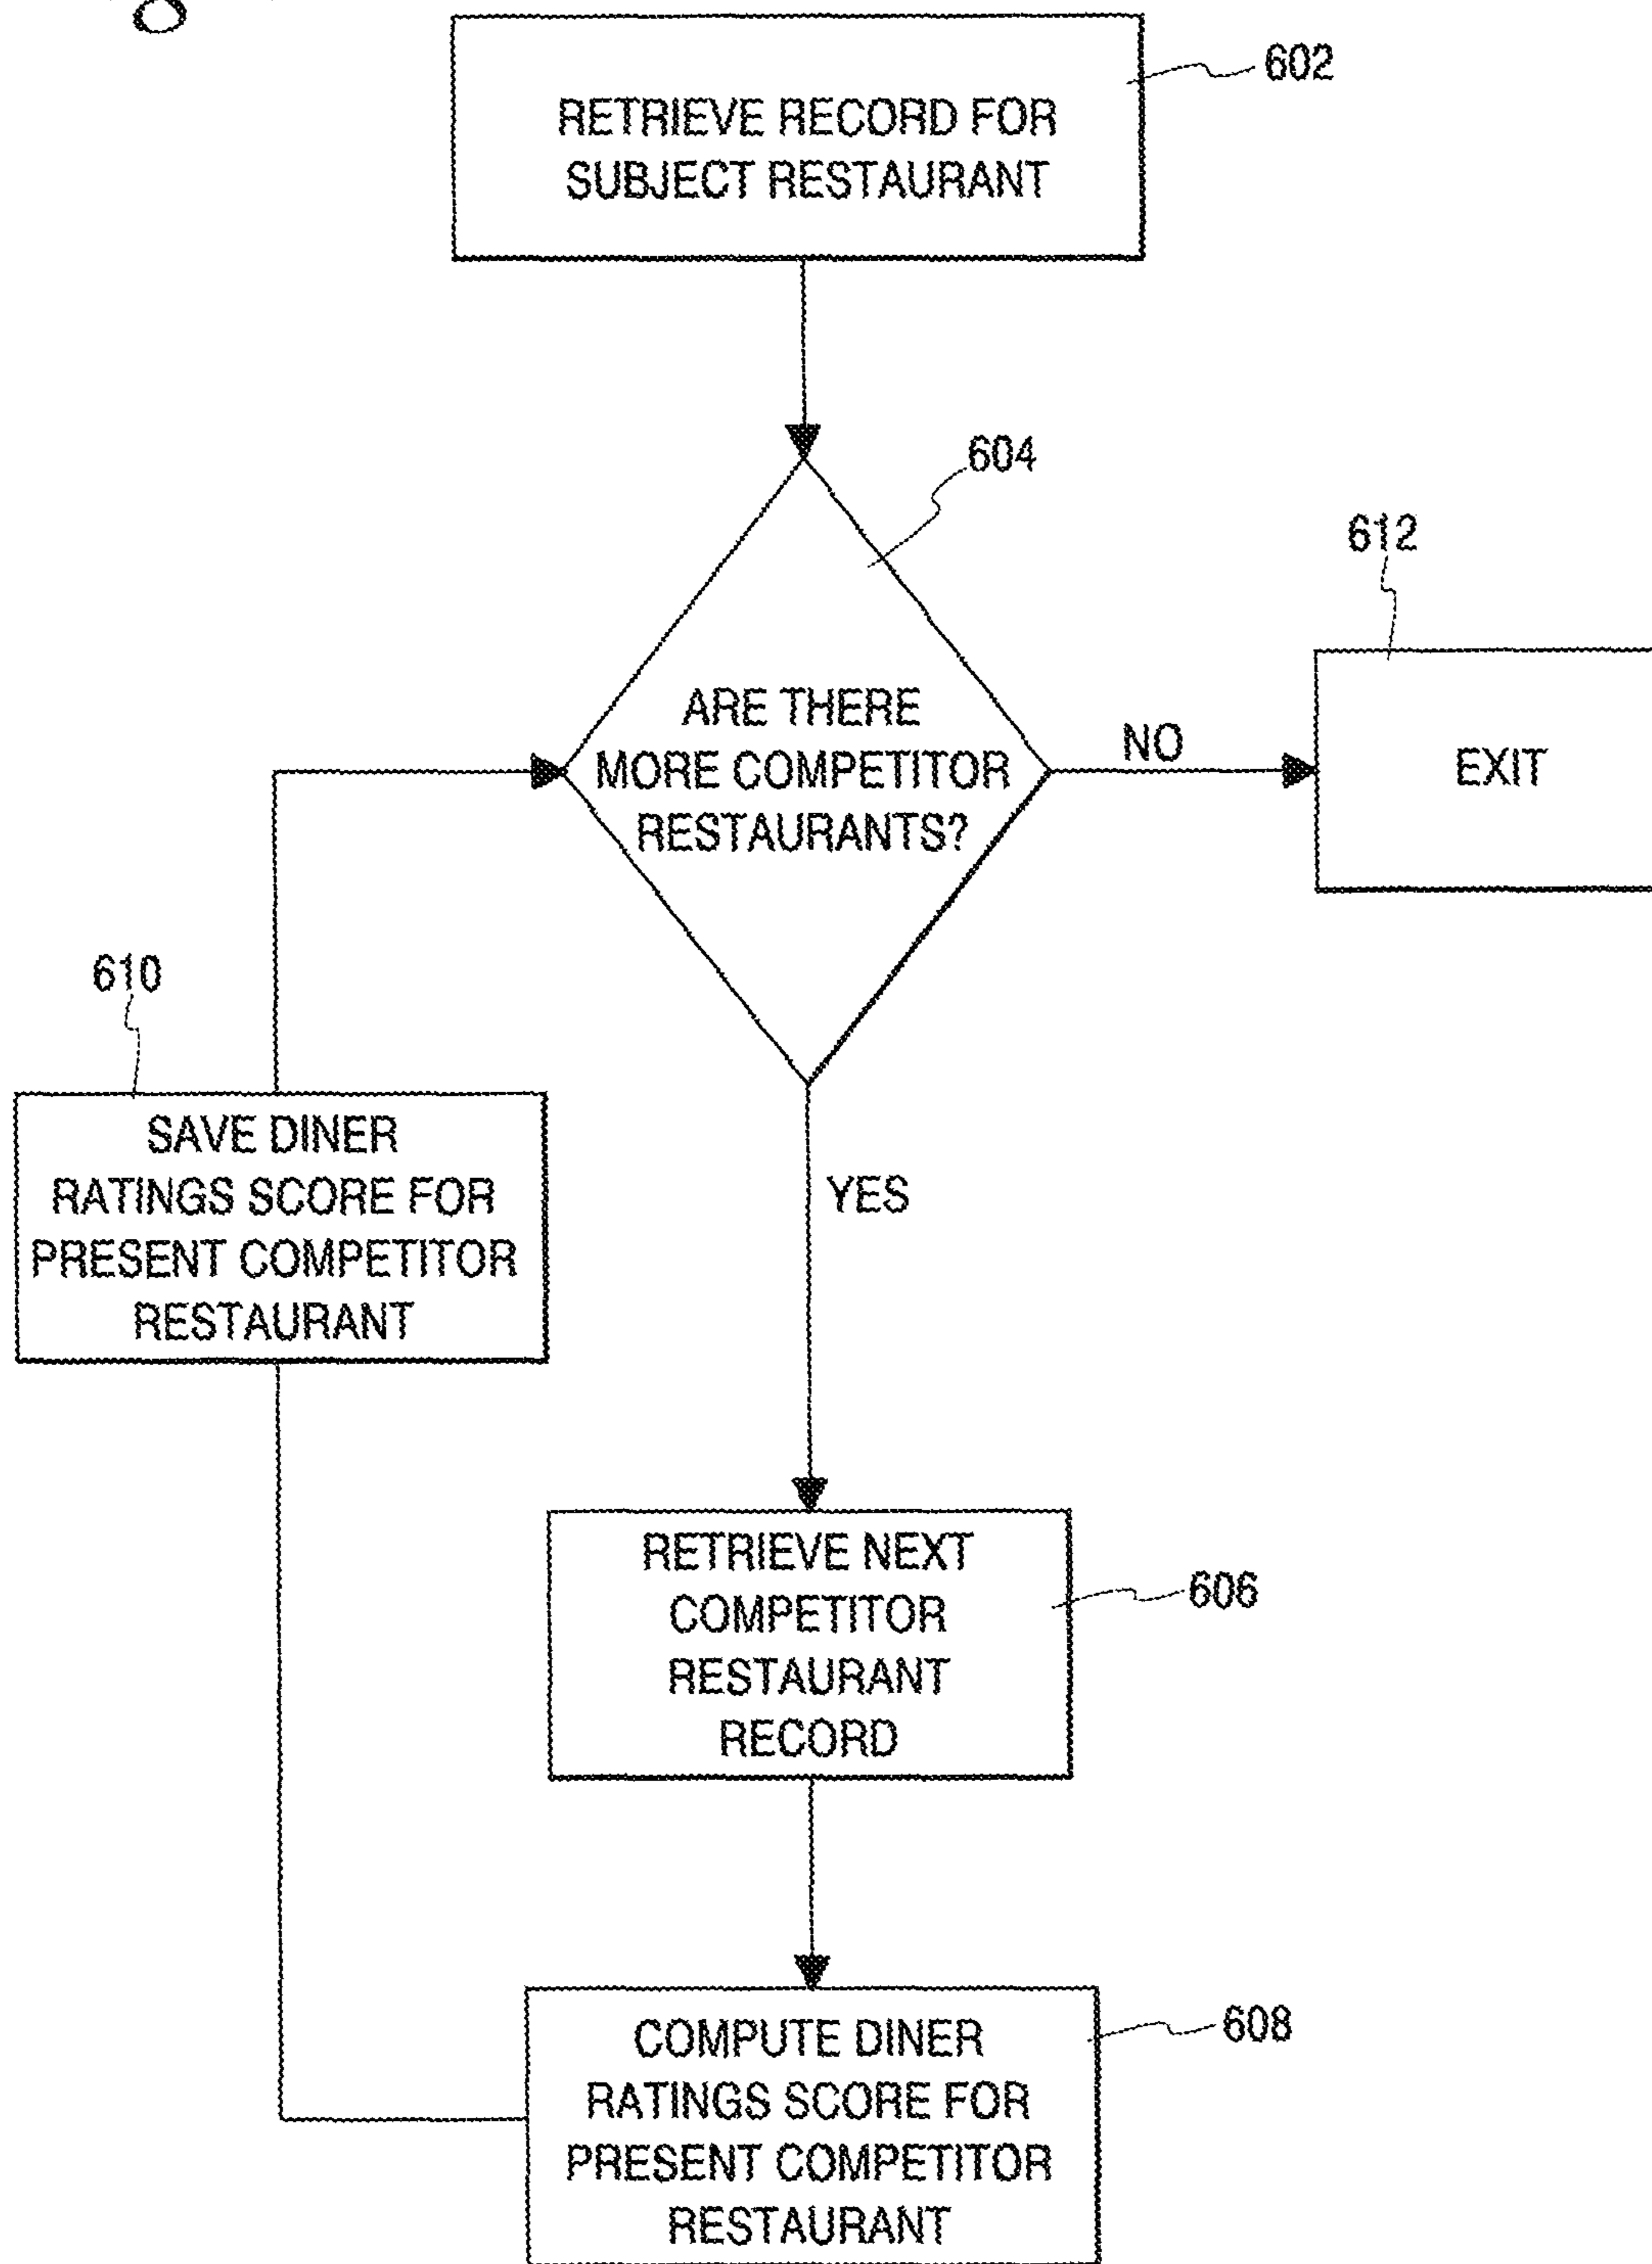 602
RETRIEVE RECORD FOR
SUBJECT RESTAURANT
604
612
ARE THERE
MORE COMPETITOR
RESTAURANTS?
NO
EXIT
610
SAVE DINER
RATINGS SCORE FOR
PRESENT COMPETITOR
RESTAURANT
YES
RETRIEVE NEXT
COMPETITOR
RESTAURANT
RECORD
606
608
COMPUTE DINER
RATINGS SCORE FOR
PRESENT COMPETITOR
RESTAURANT